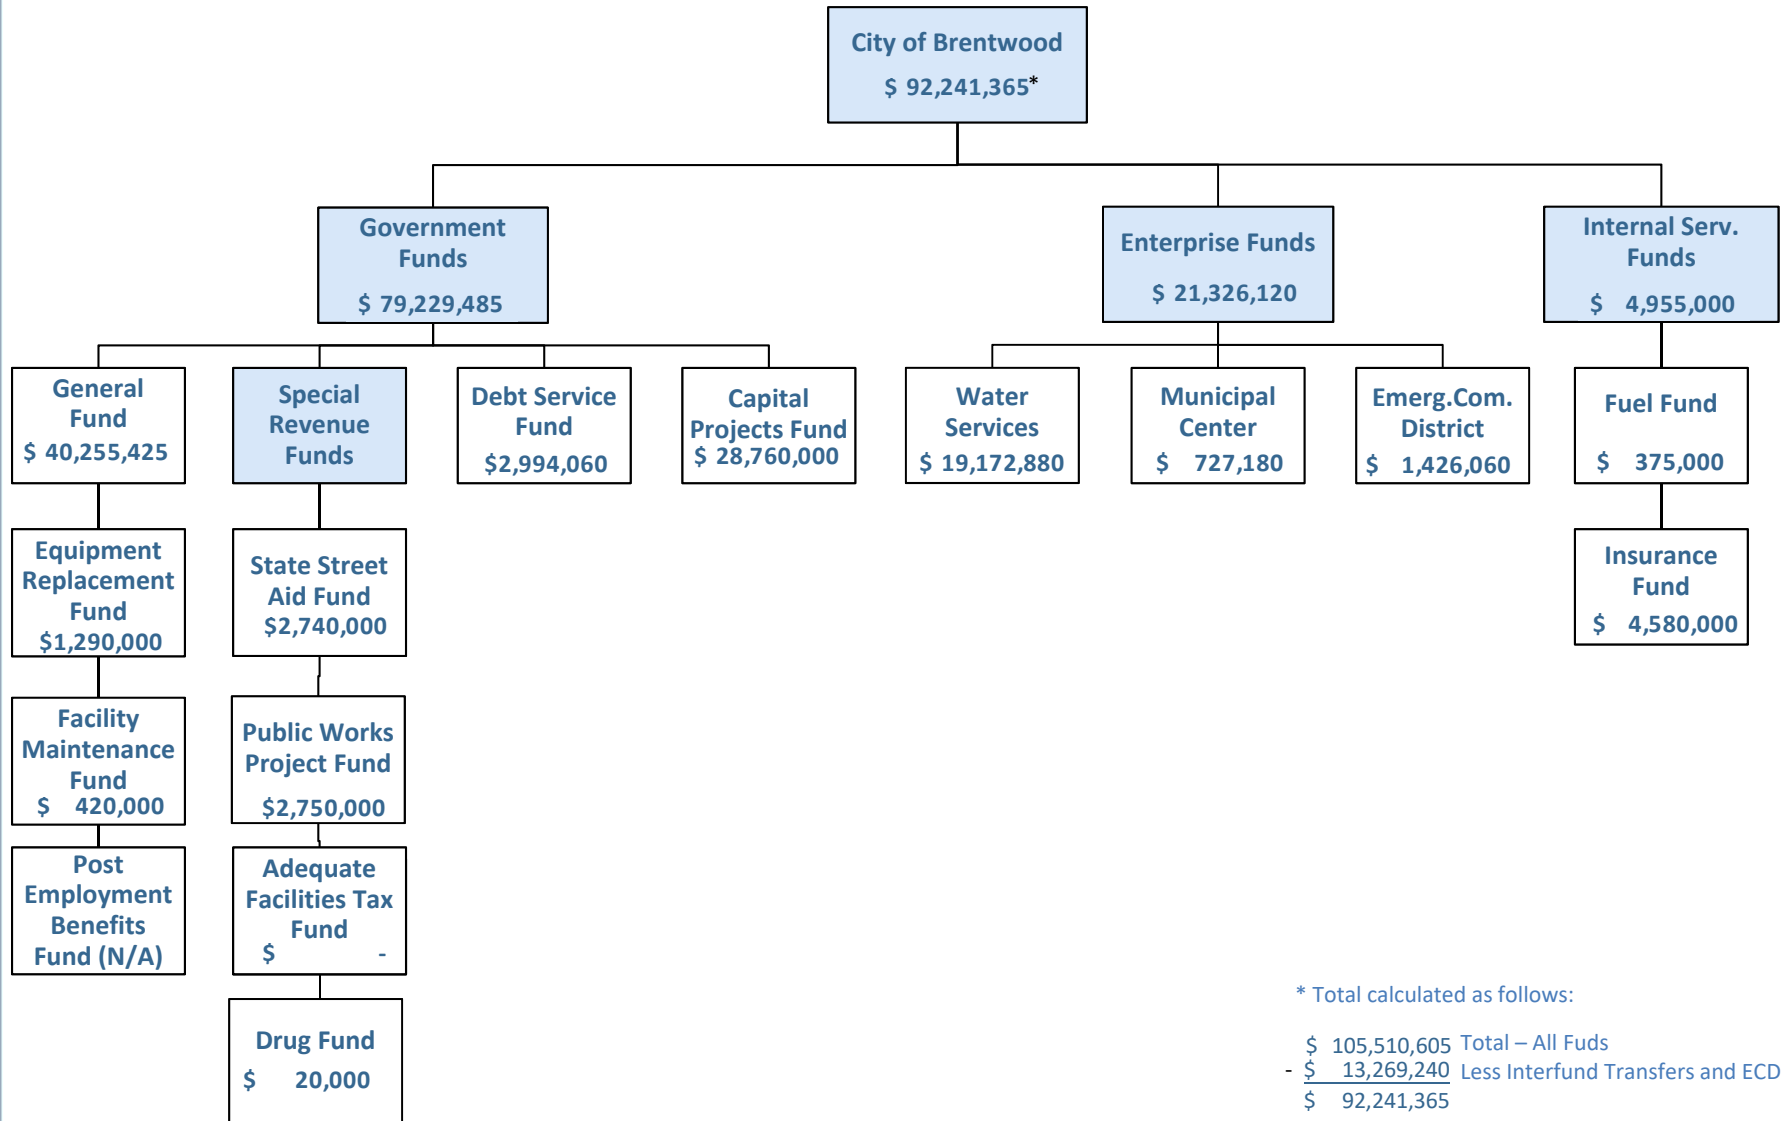 City of Brentwood
$ 92,241,365*
Government
Funds
$ 79,229,485
Enterprise Funds
$ 21,326,120
Internal Serv.
Funds
$ 4,955,000
General
Fund
$ 40,255,425
Special
Revenue
Funds
Debt Service
Fund
$2,994,060
Capital
Projects Fund
$ 28,760,000
Water
Services
$ 19,172,880
Municipal
Center
$ 727,180
Emerg.Com.
District
$ 1,426,060
Fuel Fund
$ 375,000
Equipment
Replacement
Fund
$1,290,000
State Street
Aid Fund
$2,740,000
Insurance
Fund
$ 4,580,000
Facility
Maintenance
Fund
$ 420,000
Public Works
Project Fund
$2,750,000
Post
Employment
Benefits
Fund (N/A)
Adequate
Facilities Tax
Fund
$ -
Drug Fund
$ 20,000
* Total calculated as follows:
$ 105,510,605 Total – All Fuds
- $ 13,269,240 Less Interfund Transfers and ECD
$ 92,241,365